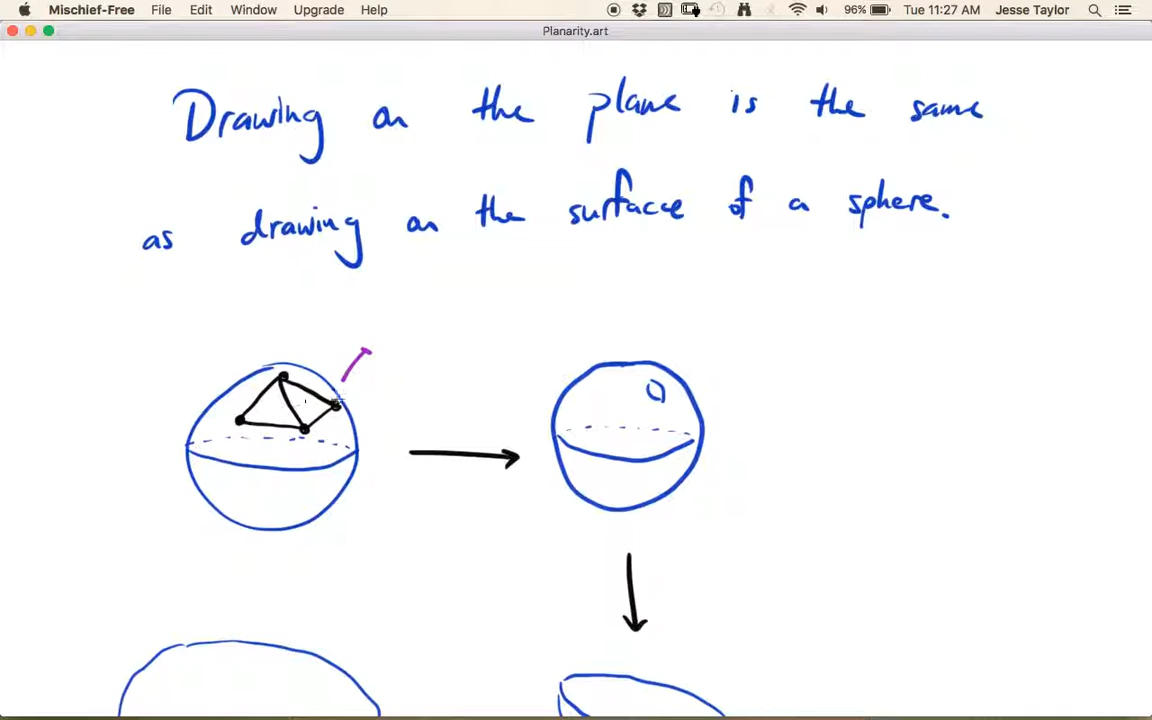 Mischief-Free File Edit Window Upgrade Help 96% Tue 11:27 AM Jesse Taylor
Planarity.art
Drawing on the plane is the same
as drawing on the surface of a sphere.